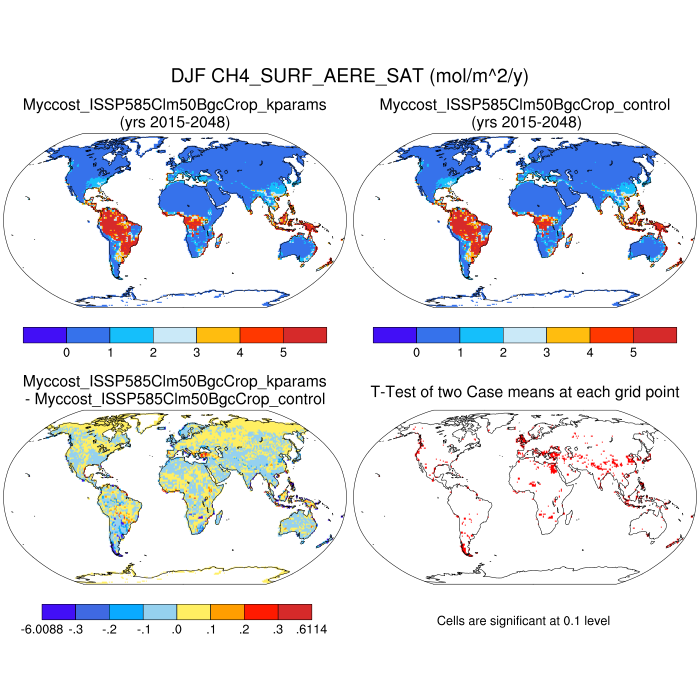 DJF CH4_SURF_AERE_SAT (mol/m^2/y)
Myccost_ISSP585Clm50BgcCrop_kparams
(yrs 2015-2048)
Myccost_ISSP585Clm50BgcCrop_control
(yrs 2015-2048)
0 1 2 3 4 5
0 1 2 3 4 5
Myccost_ISSP585Clm50BgcCrop_kparams
- Myccost_ISSP585Clm50BgcCrop_control
T-Test of two Case means at each grid point
-6.0088 -.3 -.2 -.1 .0 .1 .2 .3 .6114
Cells are significant at 0.1 level